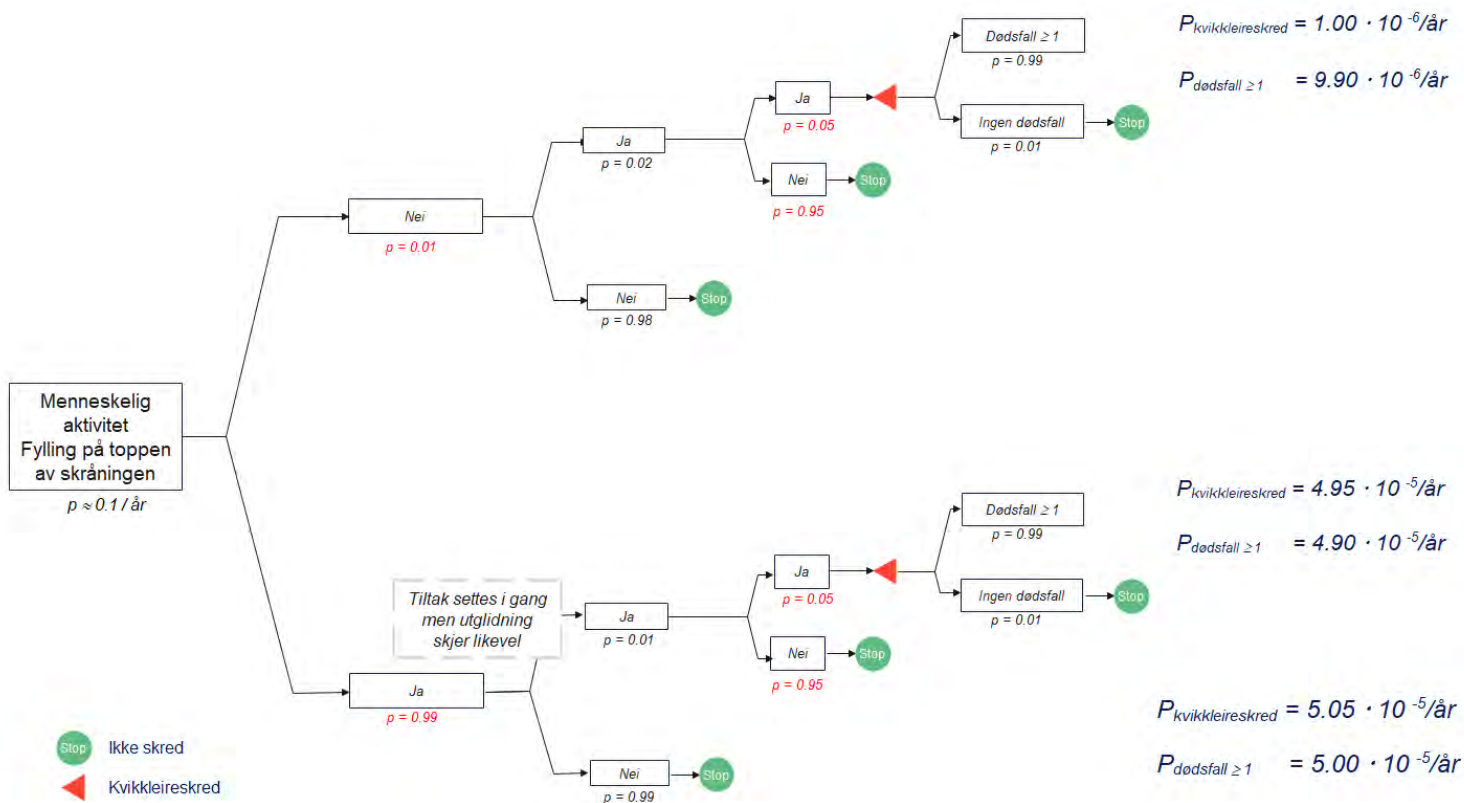 P kvikkleireskred = 1.00 · 10 -6/år
Dødsfall ≥ 1
p = 0.99
P dødsfall ≥ 1 = 9.90 · 10 -6/år
Ja
p = 0.05
Ingen dødsfall
p = 0.01
Stop
Ja
p = 0.02
Nei
p = 0.95
Stop
Nei
p = 0.01
Nei
p = 0.98
Stop
Menneskelig
aktivitet
Fylling på toppen
av skråningen
p ≈ 0.1 / år
P kvikkleireskred = 4.95 · 10 -5/år
Dødsfall ≥ 1
p = 0.99
P dødsfall ≥ 1 = 4.90 · 10 -5/år
Ja
p = 0.05
Ingen dødsfall
p = 0.01
Stop
Tiltak settes i gang
men utglidning
skjer likevel
Ja
p = 0.01
Nei
p = 0.95
Stop
Ja
p = 0.99
Nei
p = 0.99
Stop
P kvikkleireskred = 5.05 · 10 -5/år
P dødsfall ≥ 1 = 5.00 · 10 -5/år
Stop Ikke skred
Kvikkleireskred